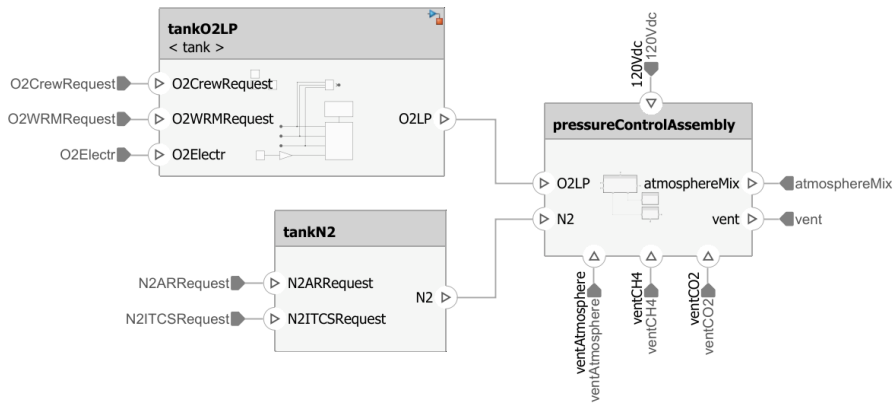 tankO2LP
< tank >
O2CrewRequest
O2CrewRequest
O2WRMRequest
O2WRMRequest
O2LP
O2Electr
O2Electr
120Vdc
120Vdc
pressureControlAssembly
O2LP
atmosphereMix
atmosphereMix
N2
vent
vent
tankN2
N2ARRequest
N2ARRequest
N2
N2ITCSRequest
N2ITCSRequest
ventAtmosphere
ventAtmosphere
ventCH4
ventCH4
ventCO2
ventCO2